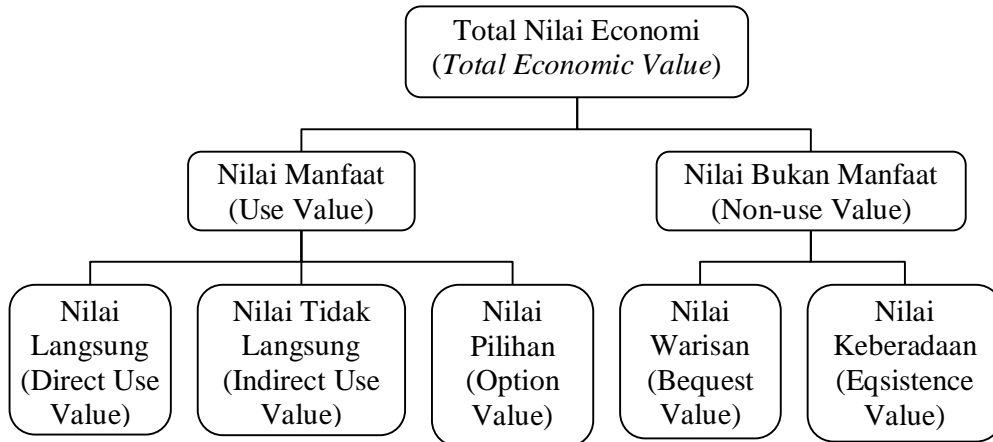 Total Nilai Economi
(Total Economic Value)
Nilai Manfaat
(Use Value)
Nilai Bukan Manfaat
(Non-use Value)
Nilai
Langsung
(Direct Use
Value)
Nilai Tidak
Langsung
(Indirect Use
Value)
Nilai
Pilihan
(Option
Value)
Nilai
Warisan
(Bequest
Value)
Nilai
Keberadaan
(Eqsistence
Value)